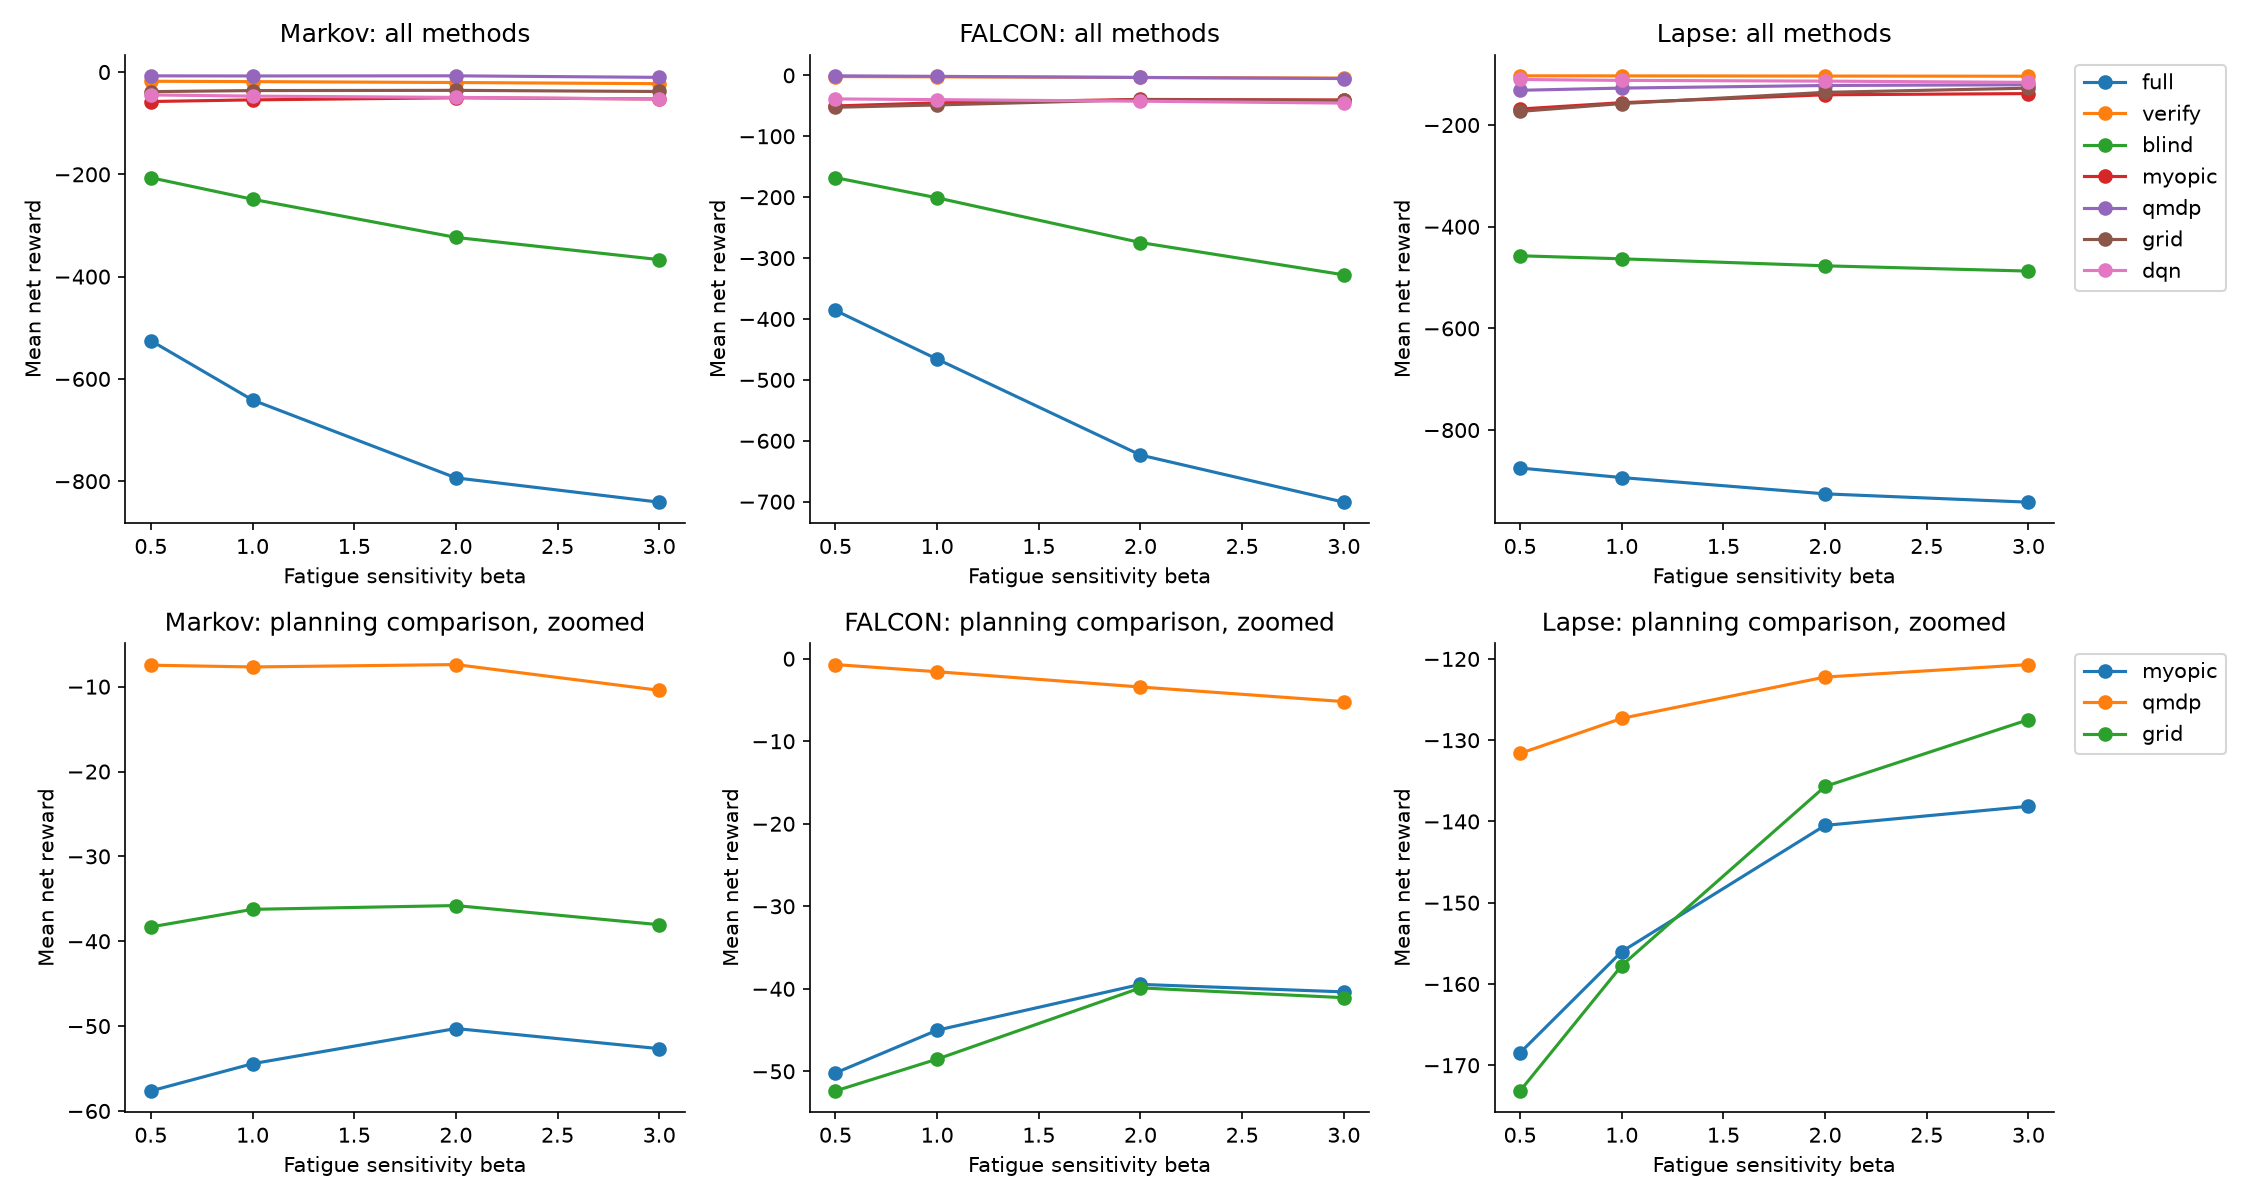 Markov: all methods
0
−200
−400
−600
−800
Mean net reward
0.5 1.0 1.5 2.0 2.5 3.0
Fatigue sensitivity beta
FALCON: all methods
0
−100
−200
−300
−400
−500
−600
−700
Mean net reward
0.5 1.0 1.5 2.0 2.5 3.0
Fatigue sensitivity beta
Lapse: all methods
−200
−400
−600
−800
Mean net reward
0.5 1.0 1.5 2.0 2.5 3.0
Fatigue sensitivity beta
full
verify
blind
myopic
qmdp
grid
dqn
Markov: planning comparison, zoomed
−10
−20
−30
−40
−50
−60
Mean net reward
0.5 1.0 1.5 2.0 2.5 3.0
Fatigue sensitivity beta
FALCON: planning comparison, zoomed
0
−10
−20
−30
−40
−50
Mean net reward
0.5 1.0 1.5 2.0 2.5 3.0
Fatigue sensitivity beta
Lapse: planning comparison, zoomed
−120
−130
−140
−150
−160
−170
Mean net reward
0.5 1.0 1.5 2.0 2.5 3.0
Fatigue sensitivity beta
myopic
qmdp
grid